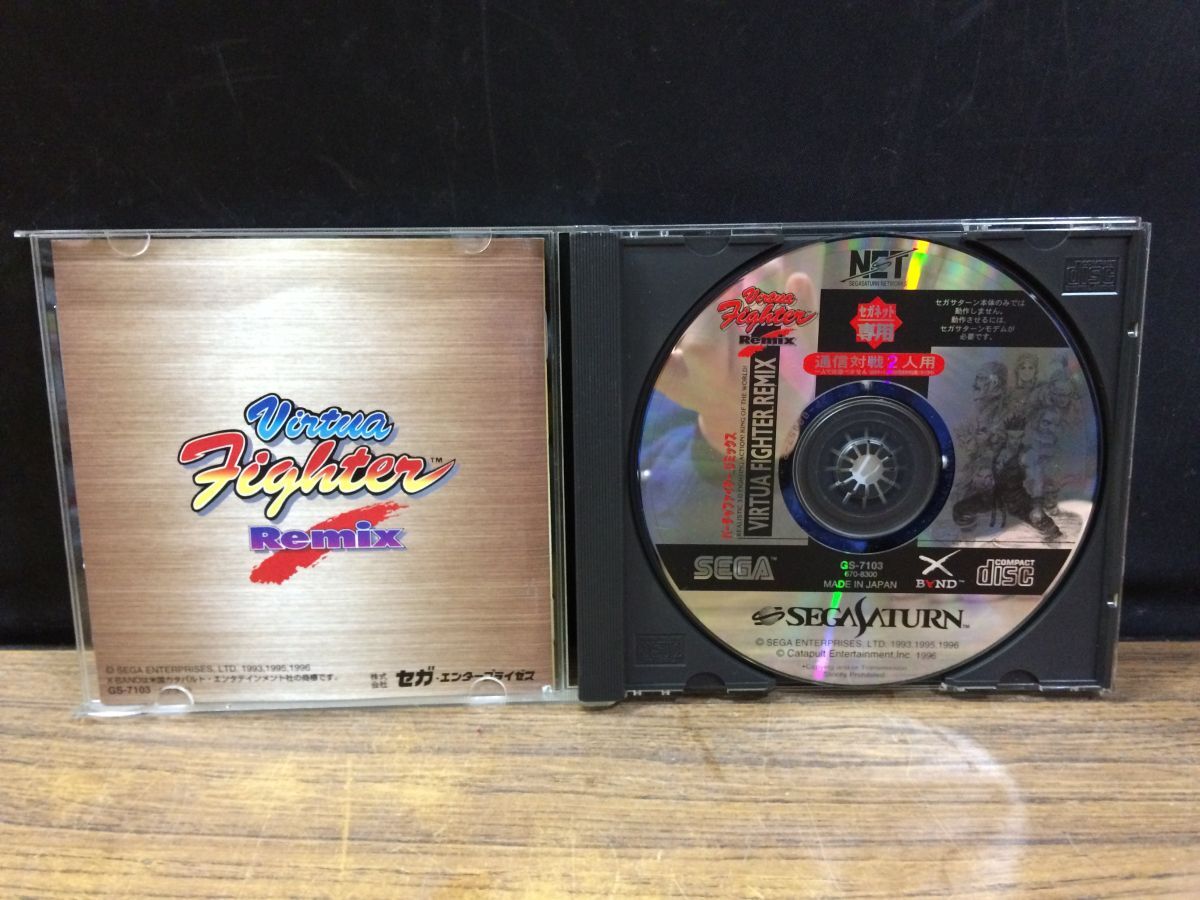 Virtua
Fighter™
Remix
© SEGA ENTERPRISES, LTD. 1993,1995,1996
X-BANDは米国カタパルト・エンタテインメント社の商標です。
GS-7103
株式会社 セガ・エンタープライゼス
NET
SEGASATURN NETWORKS
Virtua
Fighter
Remix
セガネット
専用
セガサターン本体のみでは
動作しません。
動作させるには、
セガサターンモデムが
必要です。
通信対戦2人用
バーチャファイター リミックス
VIRTUA FIGHTER REMIX
SEGA™
GS-7103
670-8300
MADE IN JAPAN
X
BAND™
COMPACT
disc
SEGASATURN™
© SEGA ENTERPRISES, LTD. 1993,1995,1996
© Catapult Entertainment,Inc. 1996